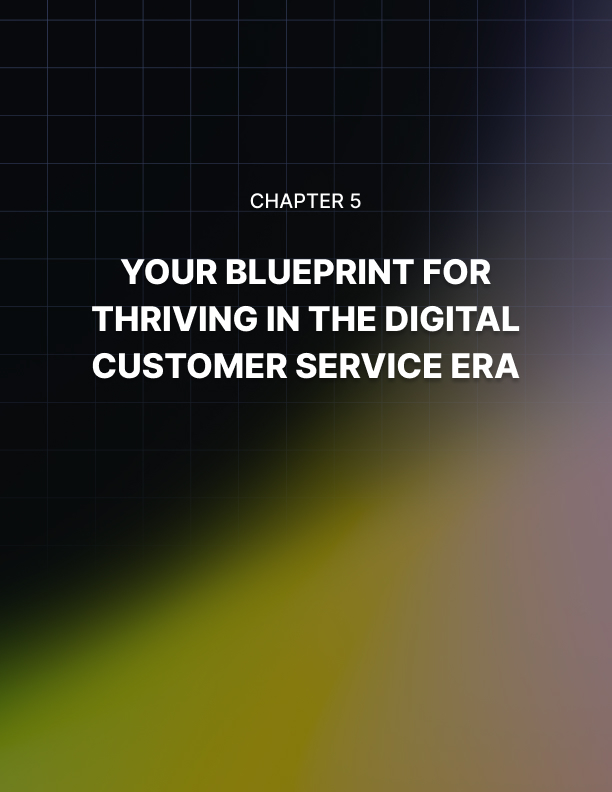 CHAPTER 5
YOUR BLUEPRINT FOR
THRIVING IN THE DIGITAL
CUSTOMER SERVICE ERA